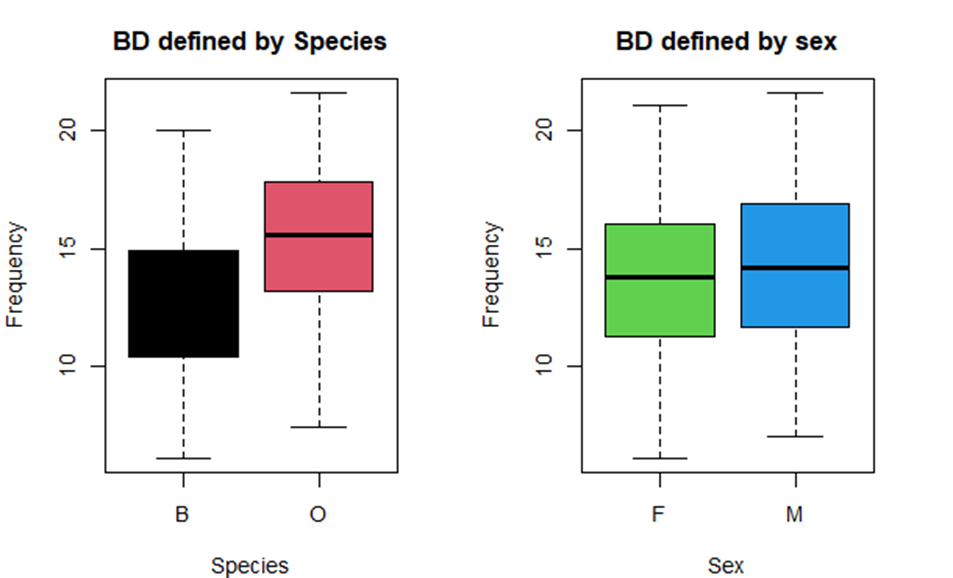 BD defined by Species
Frequency
20
15
10
B
O
Species
BD defined by sex
Frequency
20
15
10
F
M
Sex